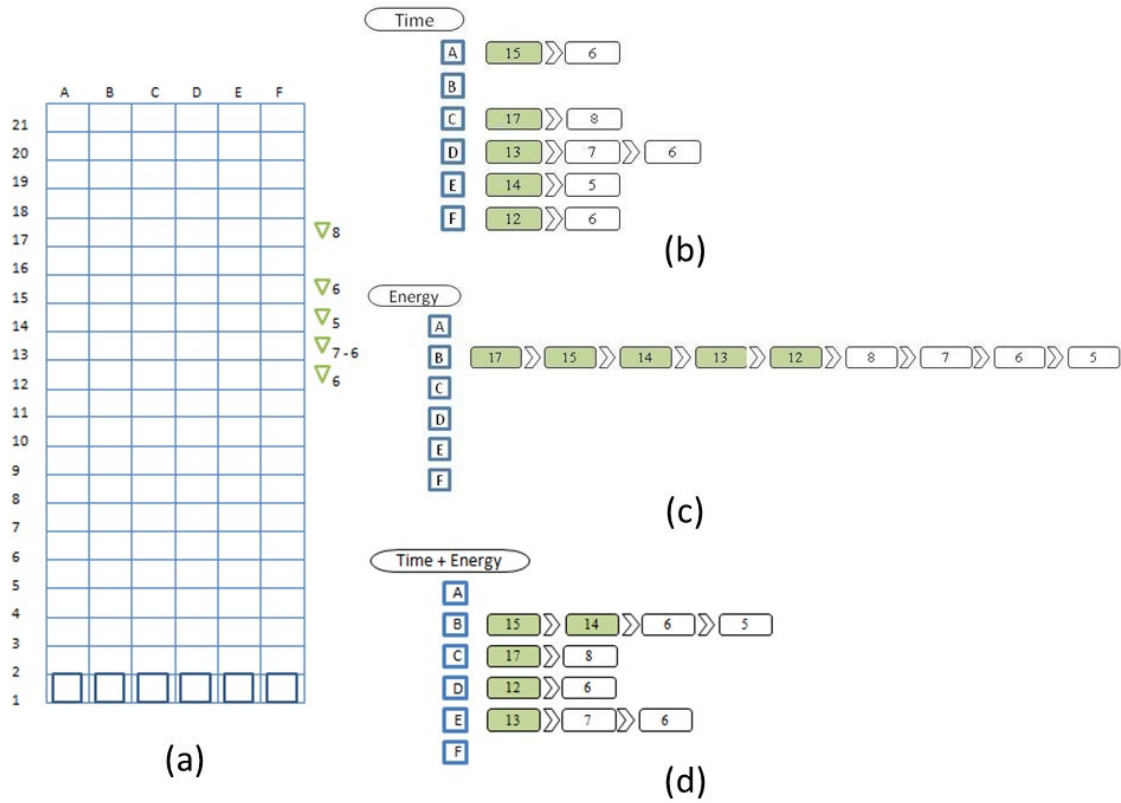 A B C D E F
21
20
19
18
17
16
15
14
13
12
11
10
9
8
7
6
5
4
3
2
1
8
6
5
7 - 6
6
(a)
Time
A 15 6
B
C 17 8
D 13 7 6
E 14 5
F 12 6
(b)
Energy
A
B 17 15 14 13 12 8 7 6 5
C
D
E
F
(c)
Time + Energy
A
B 15 14 6 5
C 17 8
D 12 6
E 13 7 6
F
(d)